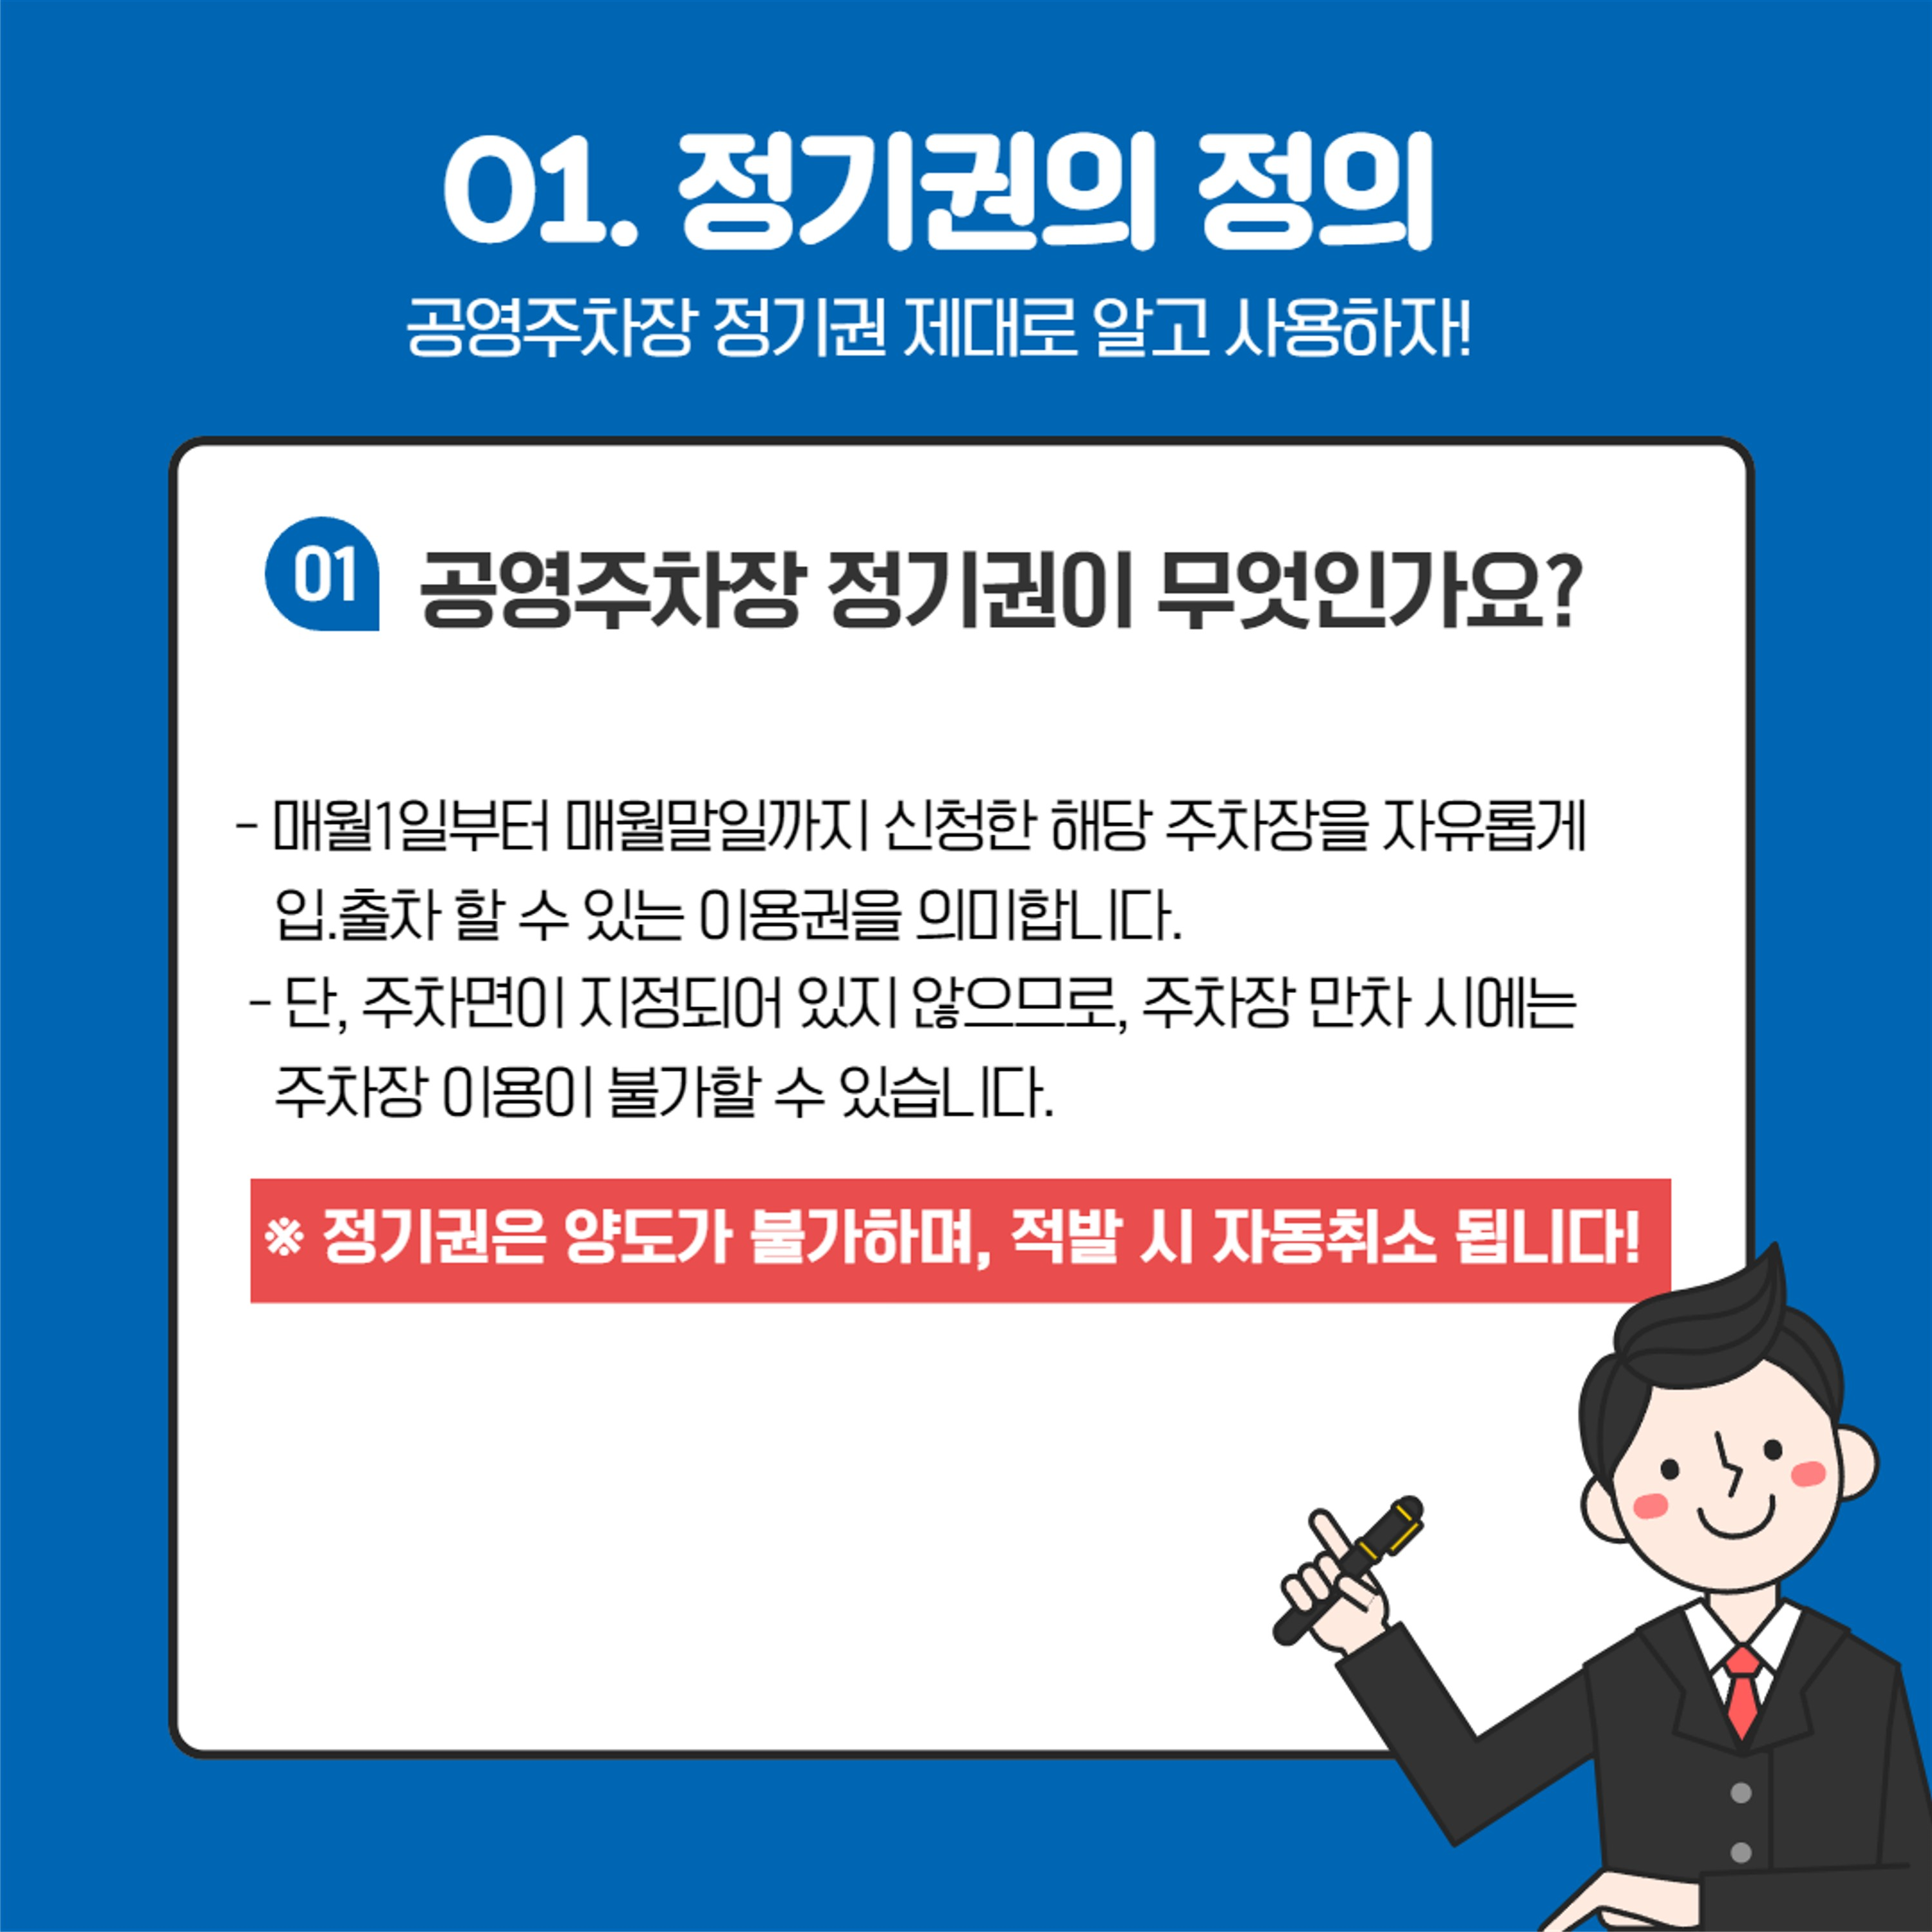 01. 정기권의 정의
공영주차장 정기권 제대로 알고 사용하자!
01 공영주차장 정기권이 무엇인가요?
- 매월1일부터 매월말일까지 신청한 해당 주차장을 자유롭게
입.출차 할 수 있는 이용권을 의미합니다.
- 단, 주차면이 지정되어 있지 않으므로, 주차장 만차 시에는
주차장 이용이 불가할 수 있습니다.
※ 정기권은 양도가 불가하며, 적발 시 자동취소 됩니다!